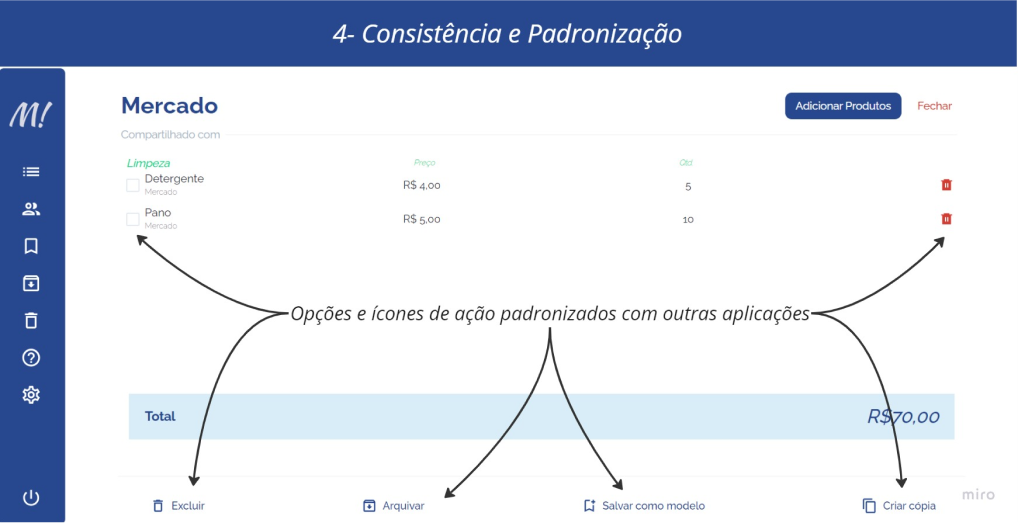 4- Consistência e Padronização
M!
Mercado
Adicionar Produtos
Fechar
Compartilhado com
Limpeza
Preço
Qtd
Detergente
Mercado
R$ 4,00
5
Pano
Mercado
R$ 5,00
10
Opções e ícones de ação padronizados com outras aplicações
Total
R$70,00
Excluir
Arquivar
Salvar como modelo
Criar cópia
miro